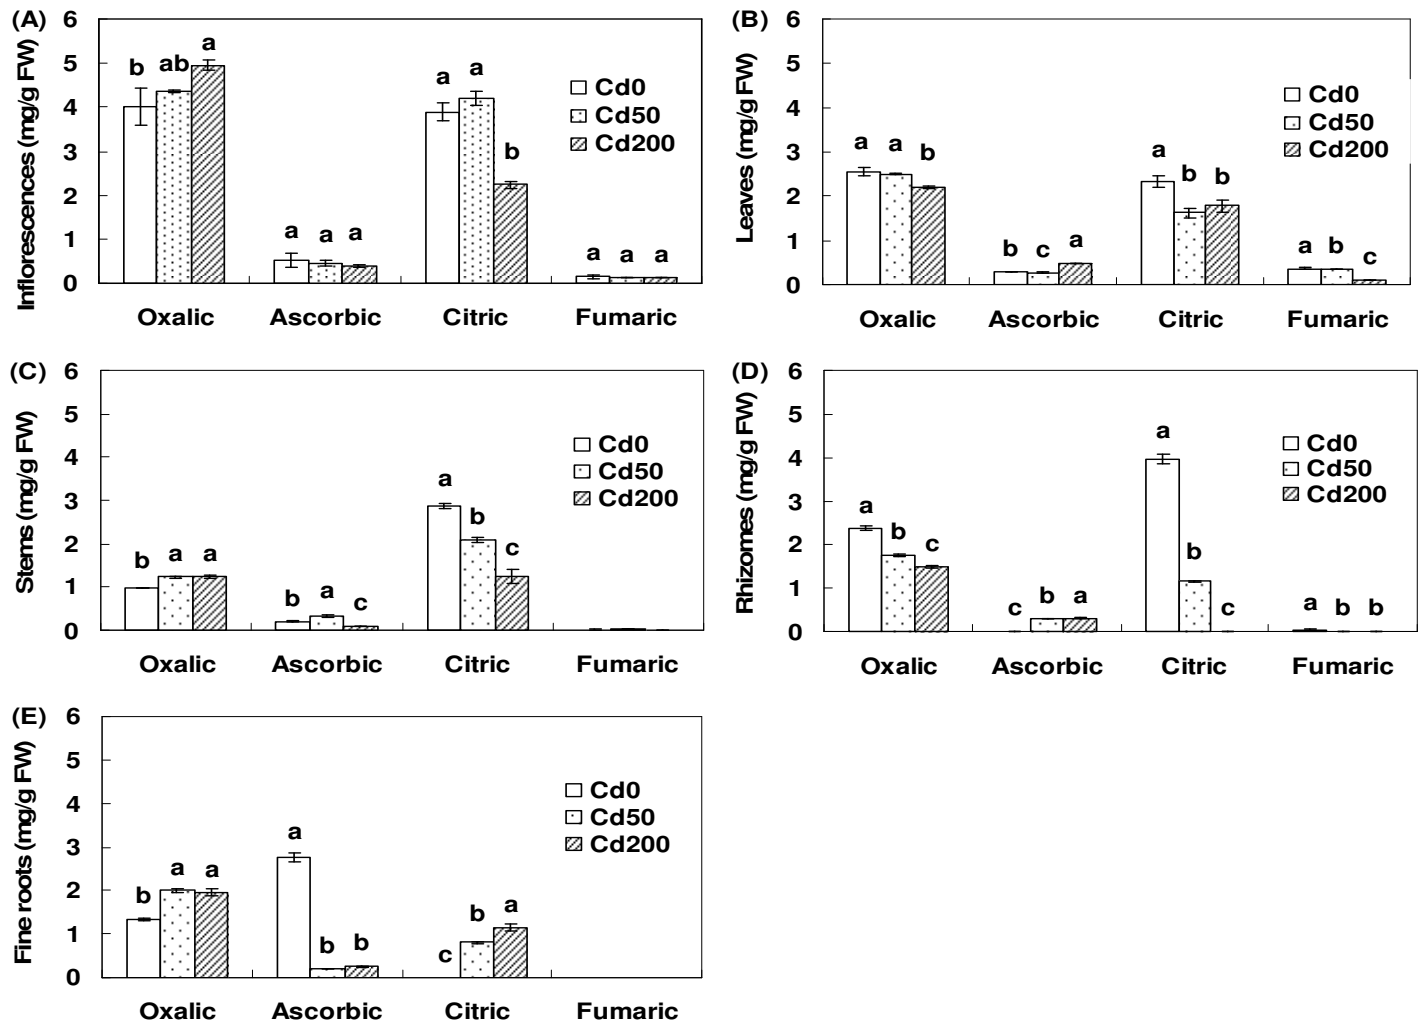 (A)
Inflorescences (mg/g FW)
6
5
4
3
2
1
0
b ab a
a a a
a a b
a a a
Cd0
Cd50
Cd200
Oxalic Ascorbic Citric Fumaric
(B)
Leaves (mg/g FW)
6
5
4
3
2
1
0
a a b
b c a
a b b
a b c
Cd0
Cd50
Cd200
Oxalic Ascorbic Citric Fumaric
(C)
Stems (mg/g FW)
6
5
4
3
2
1
0
b a a
b a c
a b c
Cd0
Cd50
Cd200
Oxalic Ascorbic Citric Fumaric
(D)
Rhizomes (mg/g FW)
6
5
4
3
2
1
0
a b c
c b a
a b c
a b b
Cd0
Cd50
Cd200
Oxalic Ascorbic Citric Fumaric
(E)
Fine roots (mg/g FW)
6
5
4
3
2
1
0
b a a
a b b
c b a
Cd0
Cd50
Cd200
Oxalic Ascorbic Citric Fumaric